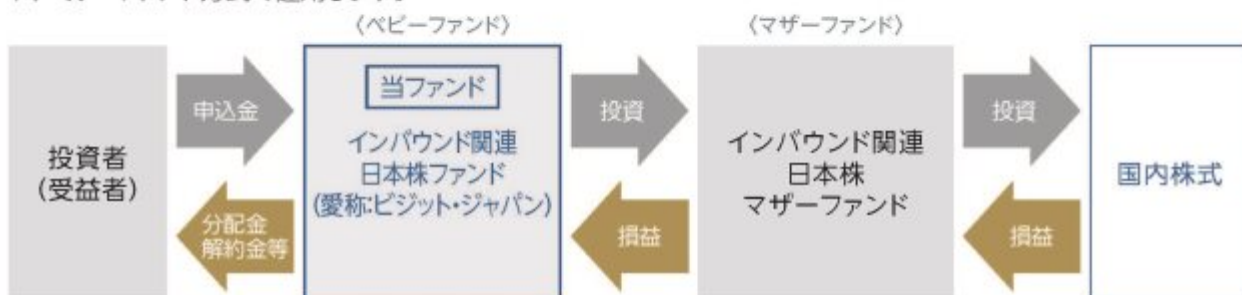 〈ベビーファンド〉
〈マザーファンド〉
投資者
(受益者)
申込金
分配金
解約金等
当ファンド
インバウンド関連
日本株ファンド
(愛称:ビジット・ジャパン)
投資
損益
インバウンド関連
日本株
マザーファンド
投資
損益
国内株式